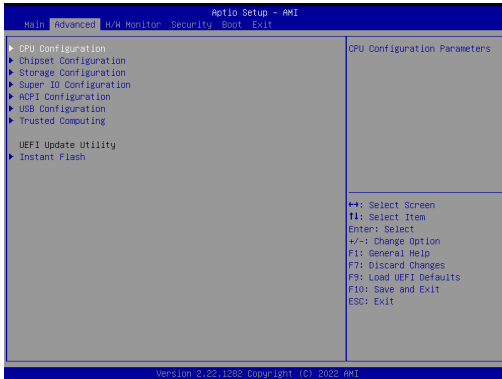 Aptio Setup – AMI
Main Advanced H/W Monitor Security Boot Exit
CPU Configuration
Chipset Configuration
Storage Configuration
Super IO Configuration
ACPI Configuration
USB Configuration
Trusted Computing
UEFI Update Utility
Instant Flash
CPU Configuration Parameters
↔: Select Screen
↑↓: Select Item
Enter: Select
+/-: Change Option
F1: General Help
F7: Discard Changes
F9: Load UEFI Defaults
F10: Save and Exit
ESC: Exit
Version 2.22.1282 Copyright (C) 2022 AMI